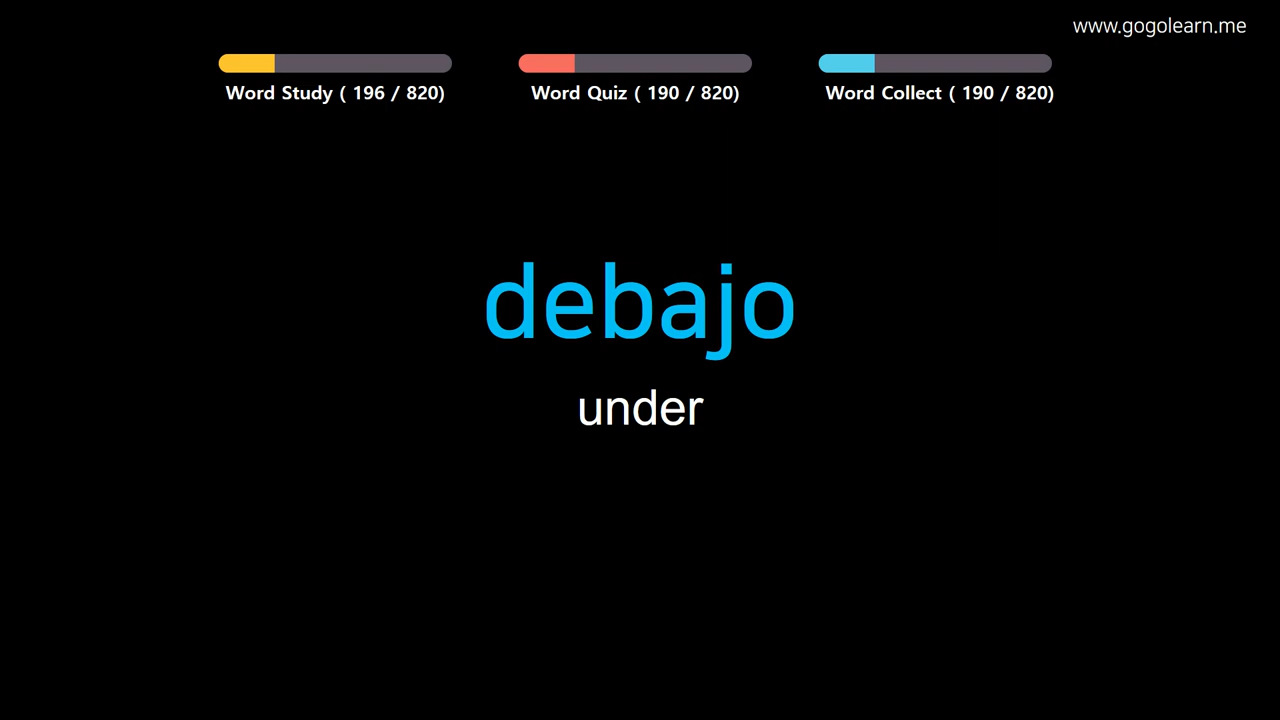 www.gogolearn.me
Word Study ( 196 / 820)
Word Quiz ( 190 / 820)
Word Collect ( 190 / 820)
debajo
under